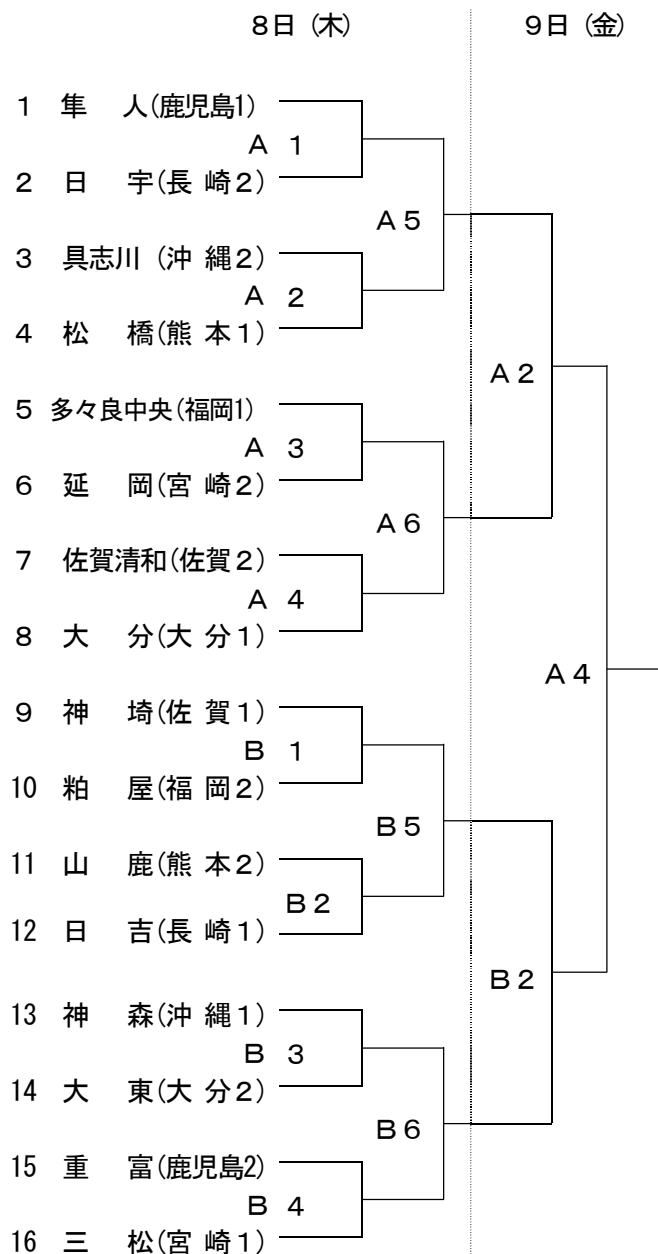 8日 (木) 9日 (金)
1 隼 人(鹿児島1)
A 1
2 日 宇(長 崎 2)
A 5
3 具志川 (沖 縄 2)
A 2
4 松 橋(熊 本 1)
A 2
5 多々良中央(福岡1)
A 3
6 延 岡(宮 崎 2)
A 6
7 佐賀清和(佐賀 2)
A 4
8 大 分(大 分 1)
A 4
9 神 埼(佐 賀 1)
B 1
10 粕 屋(福 岡 2)
B 5
11 山 鹿(熊 本 2)
B 2
12 日 吉(長 崎 1)
B 2
13 神 森(沖 縄 1)
B 3
14 大 東(大 分 2)
B 6
15 重 富(鹿児島2)
B 4
16 三 松(宮 崎 1)